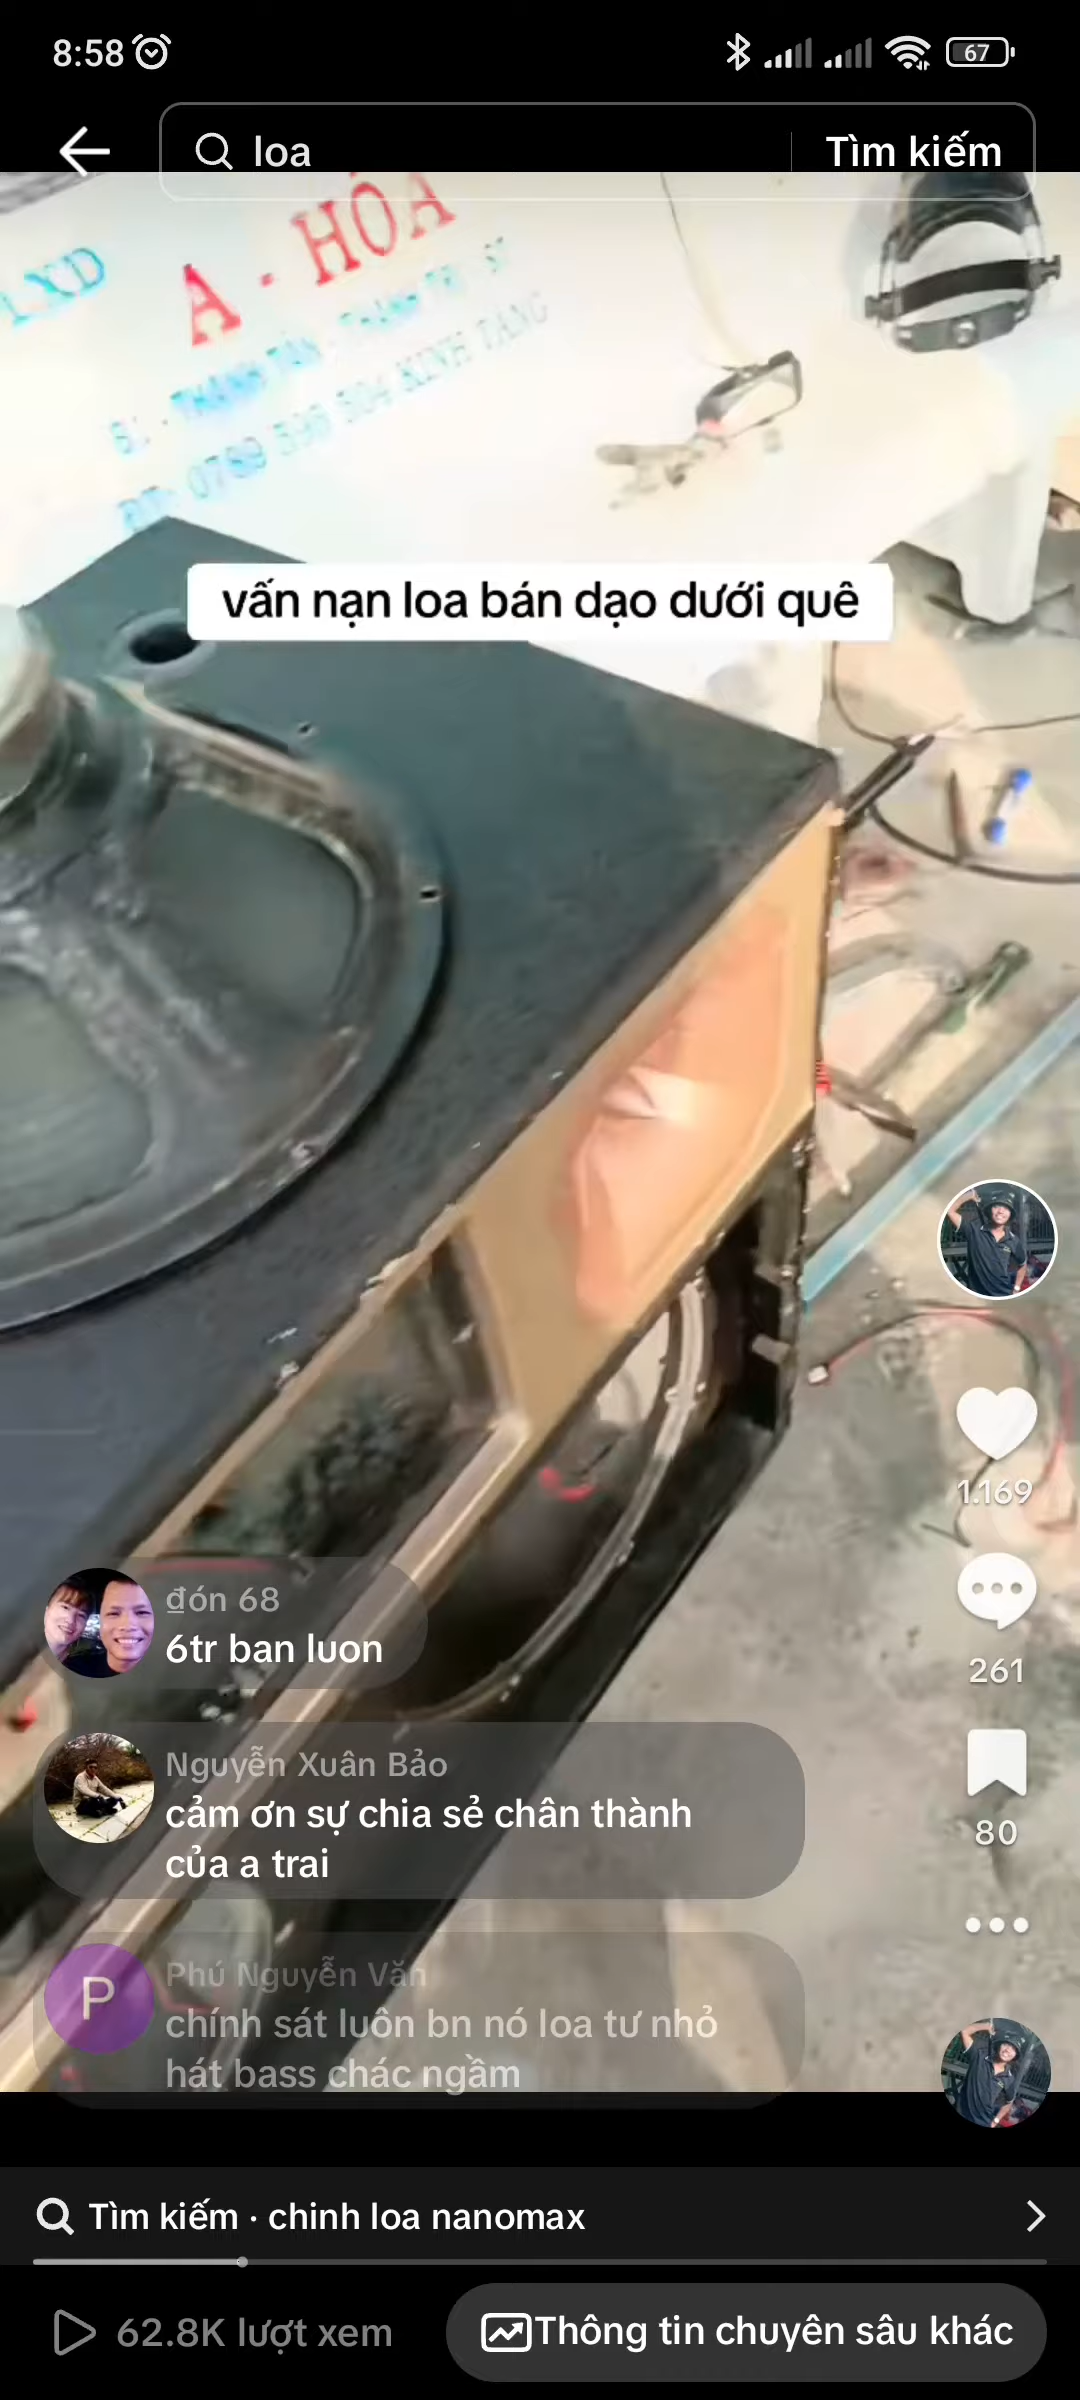 8:58
67
loa
Tìm kiếm
LXD
A - HÒA
vấn nạn loa bán dạo dưới quê
1.169
đón 68
6tr ban luon
261
Nguyễn Xuân Bảo
cảm ơn sự chia sẻ chân thành
của a trai
80
Phú Nguyễn Văn
P
chính sát luôn bn nó loa tư nhỏ
hát bass chác ngầm
Tìm kiếm · chinh loa nanomax
62.8K lượt xem
Thông tin chuyên sâu khác